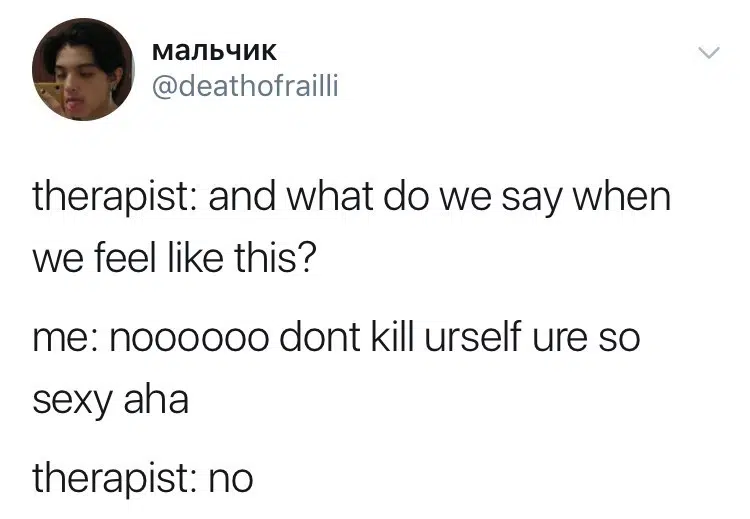 мальчик
@deathofrailli
therapist: and what do we say when
we feel like this?
me: noooooo dont kill urself ure so
sexy aha
therapist: no